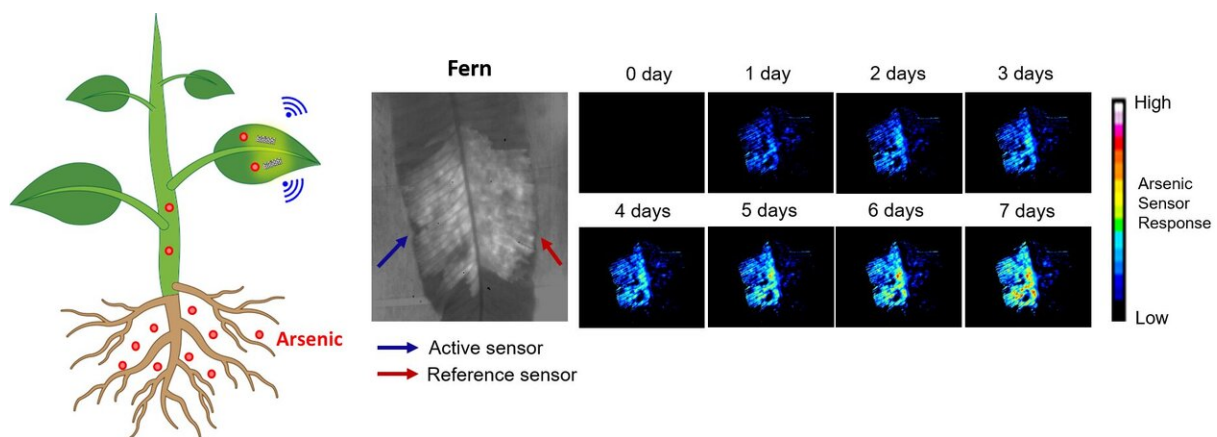 Arsenic
Fern
Active sensor
Reference sensor
0 day
1 day
2 days
3 days
4 days
5 days
6 days
7 days
High
Arsenic
Sensor
Response
Low